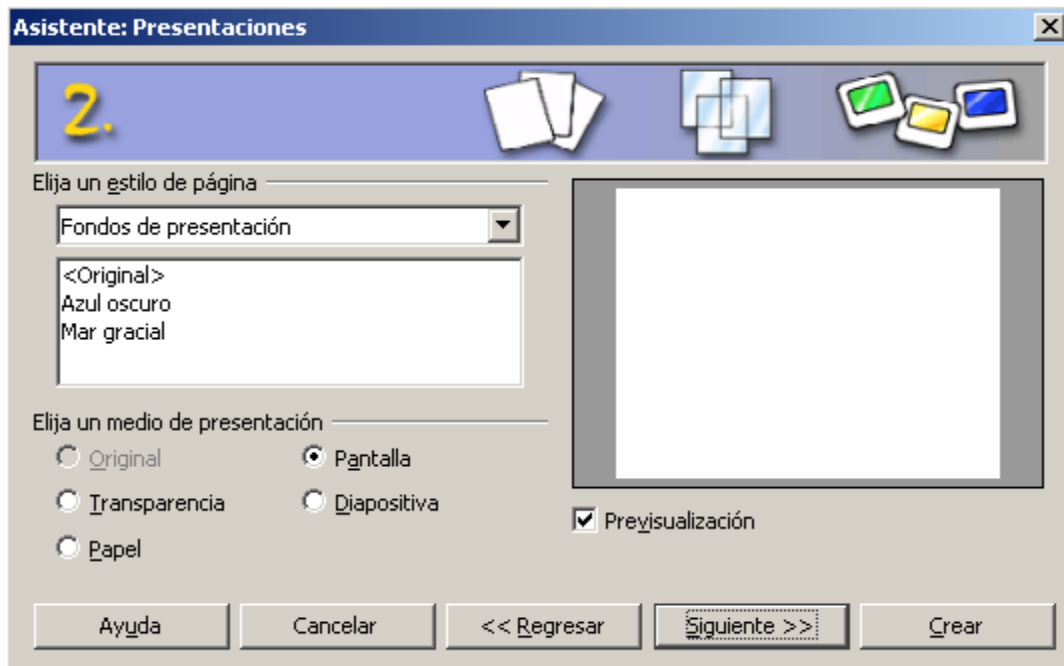 Asistente: Presentaciones
2.
Elija un estilo de página
Fondos de presentación
<Original>
Azul oscuro
Mar gracial
Elija un medio de presentación
Original
Pantalla
Transparencia
Diapositiva
Papel
Previsualización
Ayuda
Cancelar
<< Regresar
Siguiente >>
Crear